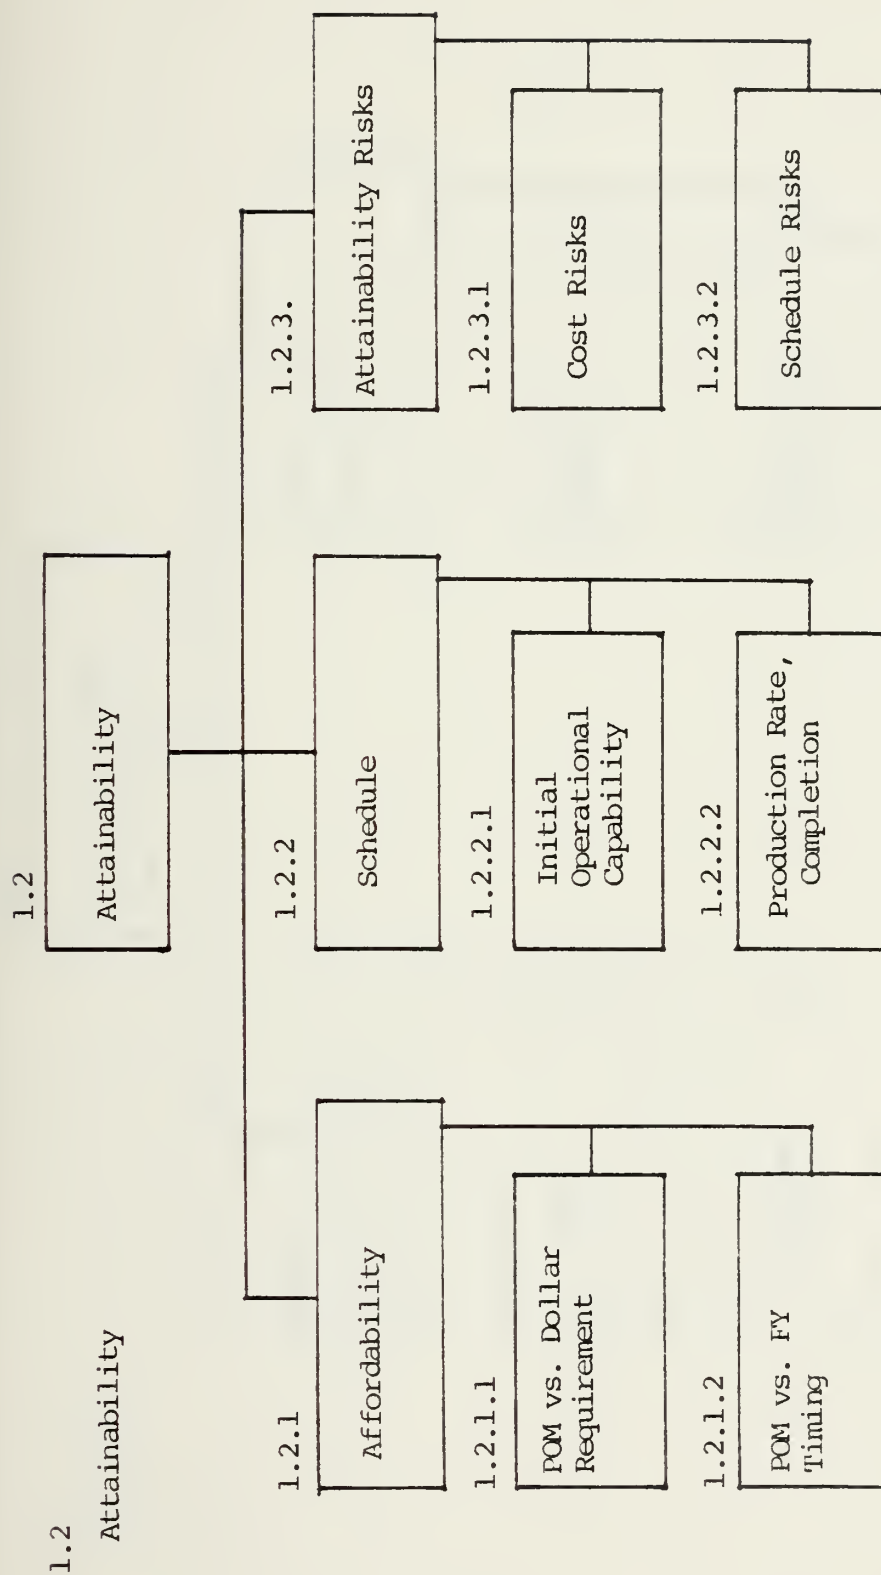 1.2
Attainability
1.2
Attainability
1.2.1
Affordability
1.2.1.1
POM vs. Dollar
Requirement
1.2.1.2
POM vs. FY
Timing
1.2.2
Schedule
1.2.2.1
Initial
Operational
Capability
1.2.2.2
Production Rate,
Completion
1.2.3.
Attainability Risks
1.2.3.1
Cost Risks
1.2.3.2
Schedule Risks